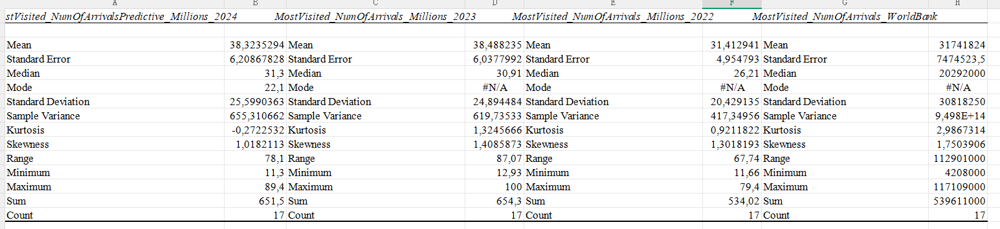 A B C D E F G H
stVisited_NumOfArrivalsPredictive_Millions_2024 MostVisited_NumOfArrivals_Millions_2023 MostVisited_NumOfArrivals_Millions_2022 MostVisited_NumOfArrivals_WorldBank
Mean 38,3235294 Mean 38,488235 Mean 31,412941 Mean 31741824
Standard Error 6,20867828 Standard Error 6,0377992 Standard Error 4,954793 Standard Error 7474523,5
Median 31,3 Median 30,91 Median 26,21 Median 20292000
Mode 22,1 Mode #N/A Mode #N/A Mode #N/A
Standard Deviation 25,5990363 Standard Deviation 24,894484 Standard Deviation 20,429135 Standard Deviation 30818250
Sample Variance 655,310662 Sample Variance 619,73533 Sample Variance 417,34956 Sample Variance 9,498E+14
Kurtosis -0,2722532 Kurtosis 1,3245666 Kurtosis 0,9211822 Kurtosis 2,9867314
Skewness 1,0182113 Skewness 1,4085873 Skewness 1,3018193 Skewness 1,7503906
Range 78,1 Range 87,07 Range 67,74 Range 112901000
Minimum 11,3 Minimum 12,93 Minimum 11,66 Minimum 4208000
Maximum 89,4 Maximum 100 Maximum 79,4 Maximum 117109000
Sum 651,5 Sum 654,3 Sum 534,02 Sum 539611000
Count 17 Count 17 Count 17 Count 17